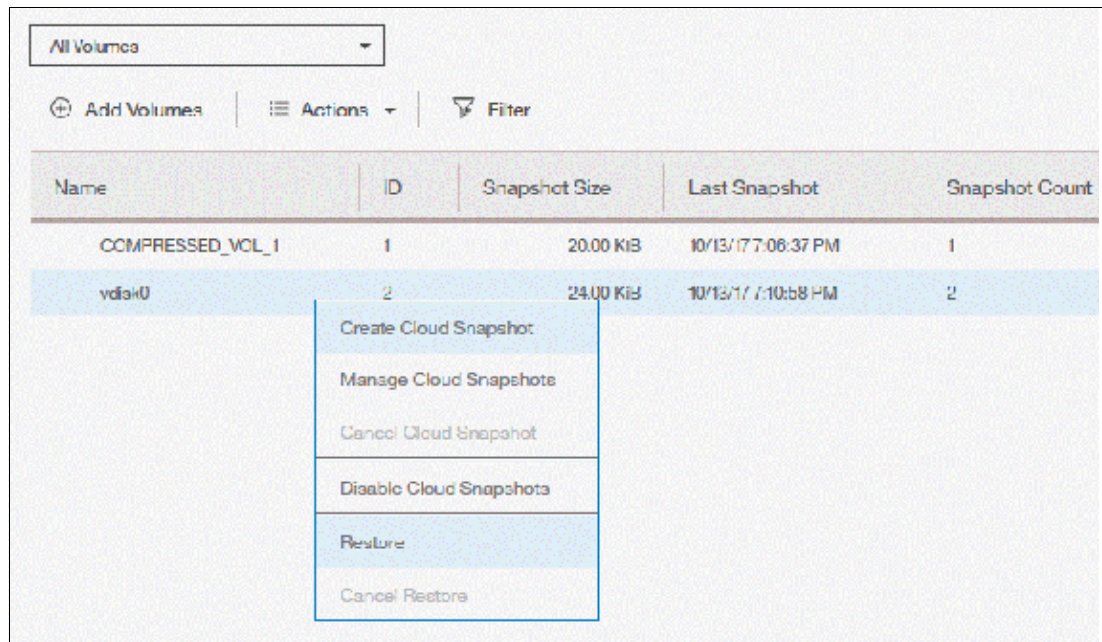 All Volumes
Add Volumes Actions Filter
Name ID Snapshot Size Last Snapshot Snapshot Count
COMPRESSED_VOL_1 1 20.00 KiB 10/13/17 7:06:37 PM 1
vdisk0 2 24.00 KiB 10/13/17 7:10:58 PM 2
Create Cloud Snapshot
Manage Cloud Snapshots
Cancel Cloud Snapshot
Disable Cloud Snapshots
Restore
Cancel Restore